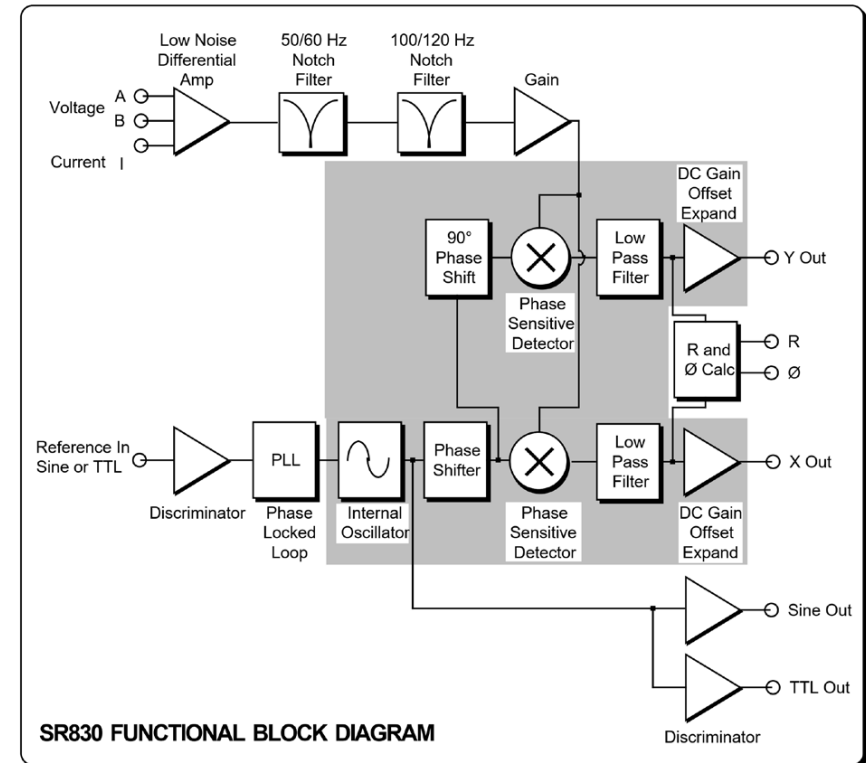 Low Noise
Differential
Amp
50/60 Hz
Notch
Filter
100/120 Hz
Notch
Filter
Gain
Voltage
A
B
Current
I
DC Gain
Offset
Expand
90°
Phase
Shift
Low
Pass
Filter
Y Out
Phase
Sensitive
Detector
R and
Ø Calc
R
Ø
Reference In
Sine or TTL
Discriminator
PLL
Phase
Locked
Loop
Internal
Oscillator
Phase
Shifter
Phase
Sensitive
Detector
Low
Pass
Filter
DC Gain
Offset
Expand
X Out
Sine Out
TTL Out
Discriminator
SR830 FUNCTIONAL BLOCK DIAGRAM